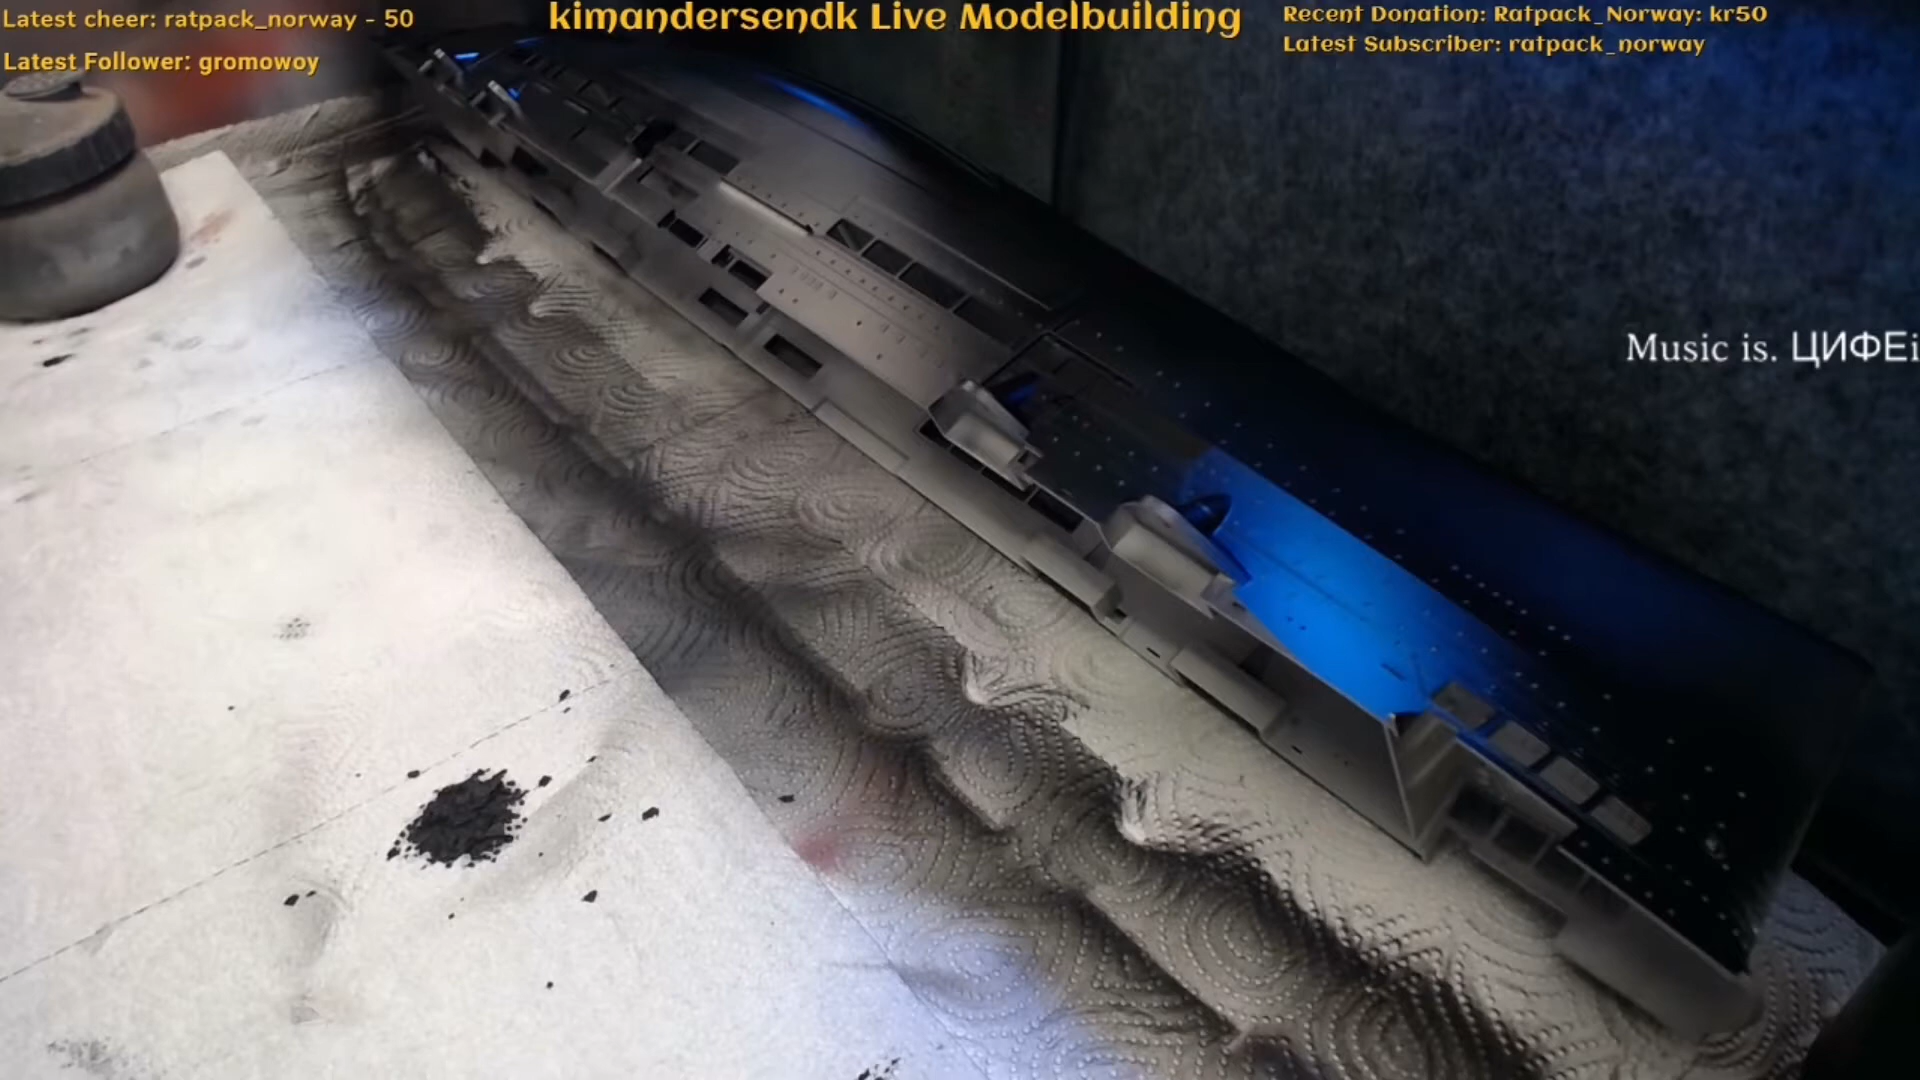 Latest cheer: ratpack_norway - 50
Latest Follower: gromowoy
kimandersendk Live Modelbuilding
Recent Donation: Ratpack_Norway: kr50
Latest Subscriber: ratpack_norway
Music is. ЦИФЕi